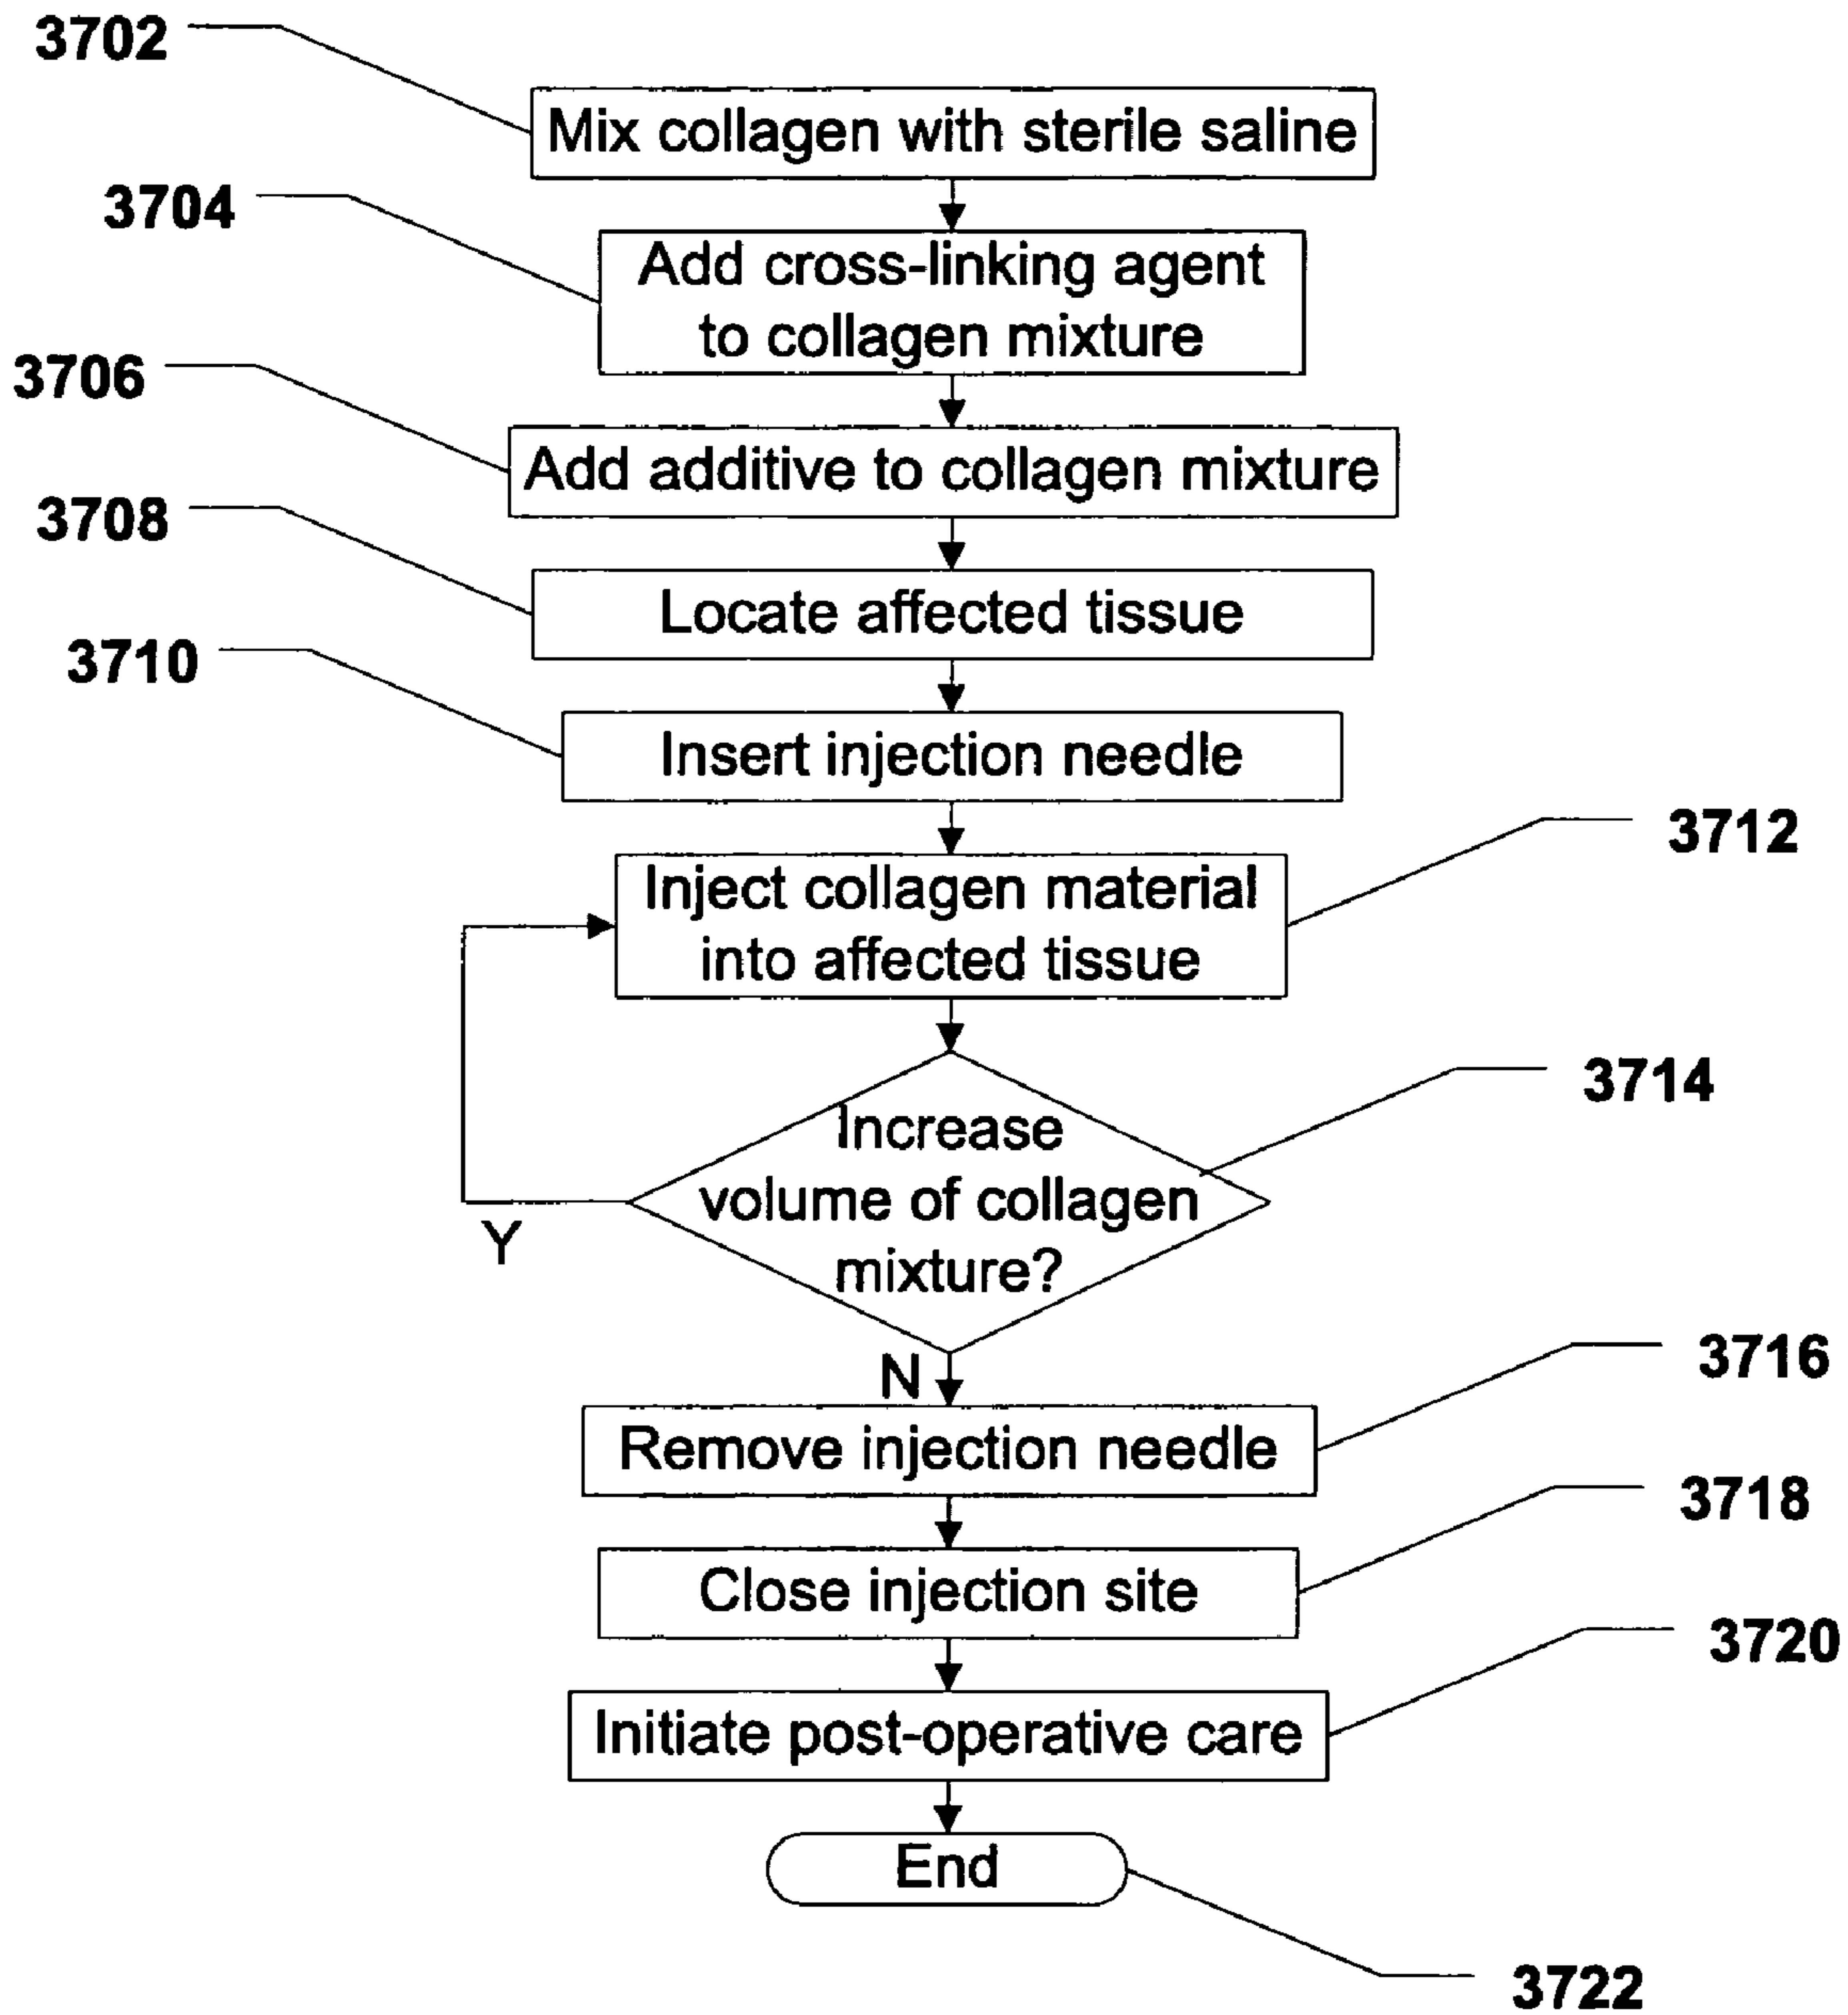 3702
Mix collagen with sterile saline
3704
Add cross-linking agent
to collagen mixture
3706
Add additive to collagen mixture
3708
Locate affected tissue
3710
Insert injection needle
3712
Inject collagen material
into affected tissue
3714
Increase
volume of collagen
mixture?
Y
N
3716
Remove injection needle
3718
Close injection site
3720
Initiate post-operative care
End
3722